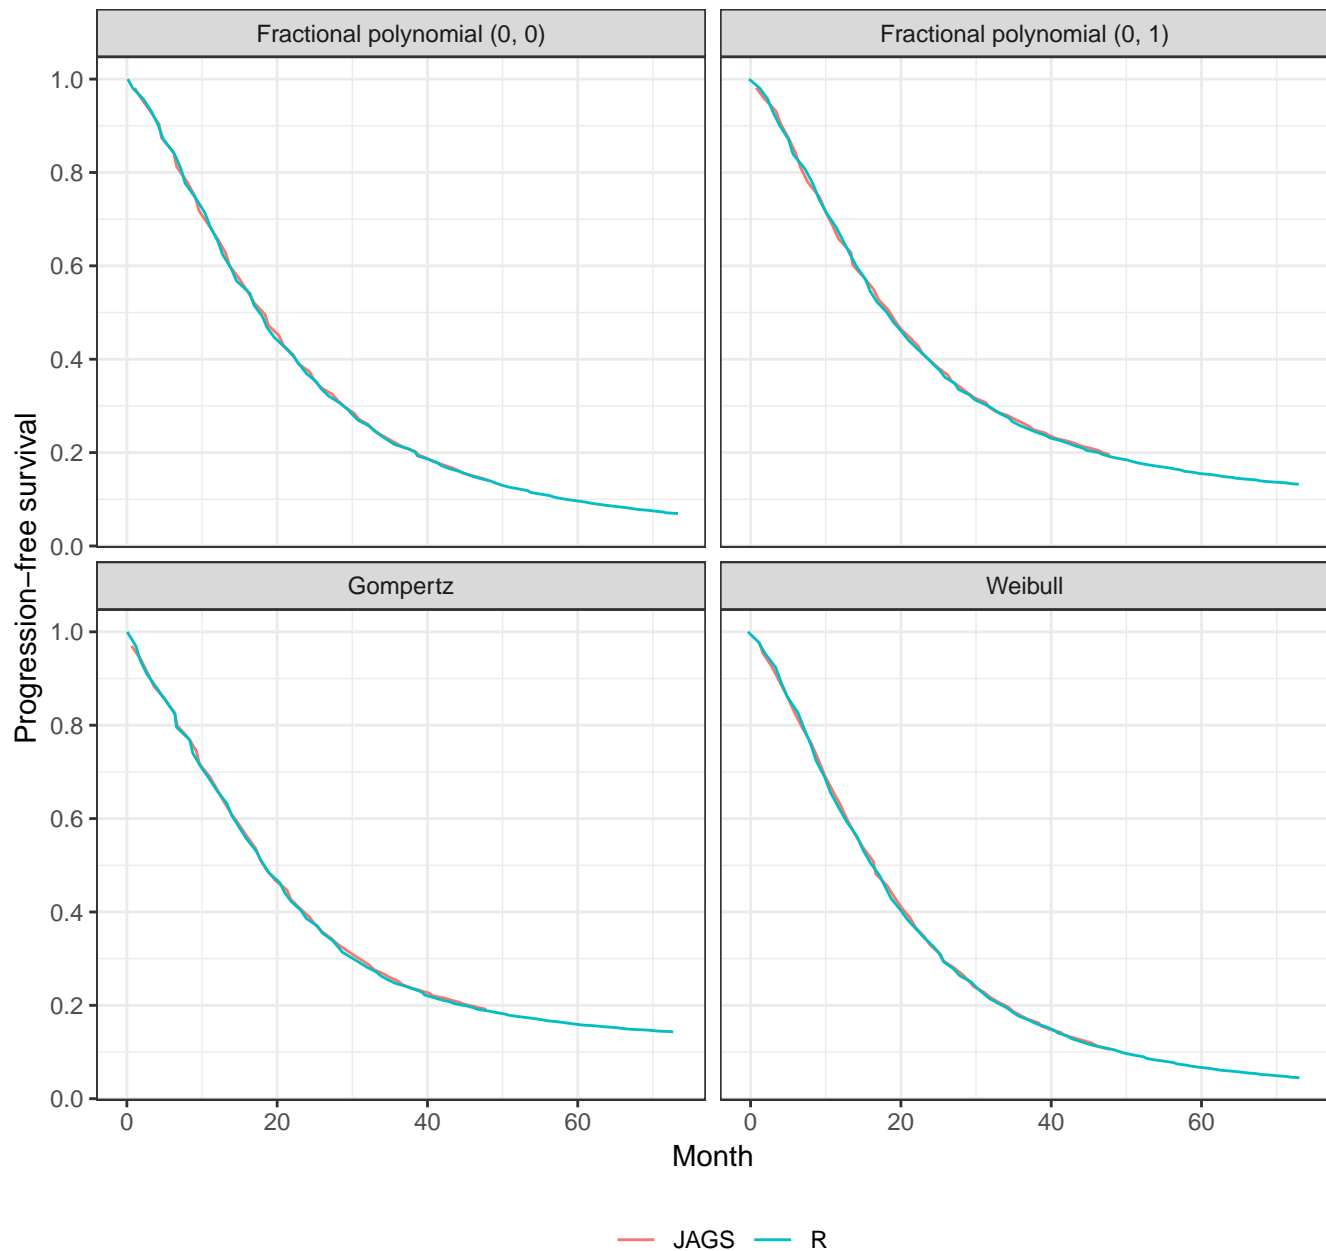 Fractional polynomial (0, 0)
Fractional polynomial (0, 1)
1.0
0.8
0.6
0.4
0.2
0.0
Gompertz
Weibull
1.0
0.8
0.6
0.4
0.2
0.0
0 20 40 60
0 20 40 60
Progression−free survival
Month
JAGS R